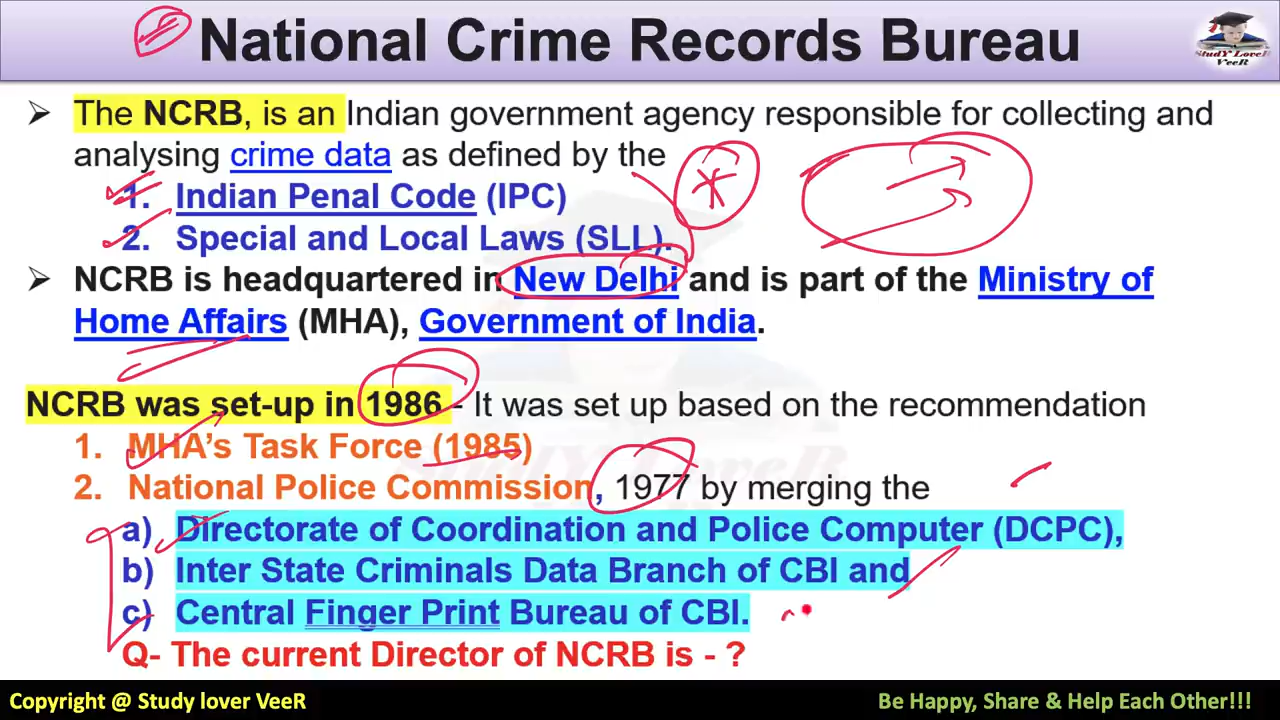 National Crime Records Bureau
StudY LoveR
VeeR
➢ The NCRB, is an Indian government agency responsible for collecting and
analysing crime data as defined by the
1. Indian Penal Code (IPC)
2. Special and Local Laws (SLL).
➢ NCRB is headquartered in New Delhi and is part of the Ministry of
Home Affairs (MHA), Government of India.
NCRB was set-up in 1986 - It was set up based on the recommendation
1. MHA’s Task Force (1985)
2. National Police Commission, 1977 by merging the
a) Directorate of Coordination and Police Computer (DCPC),
b) Inter State Criminals Data Branch of CBI and
c) Central Finger Print Bureau of CBI.
Q- The current Director of NCRB is - ?
StudY LoveR
VeeR
Copyright @ Study lover VeeR
Be Happy, Share & Help Each Other!!!